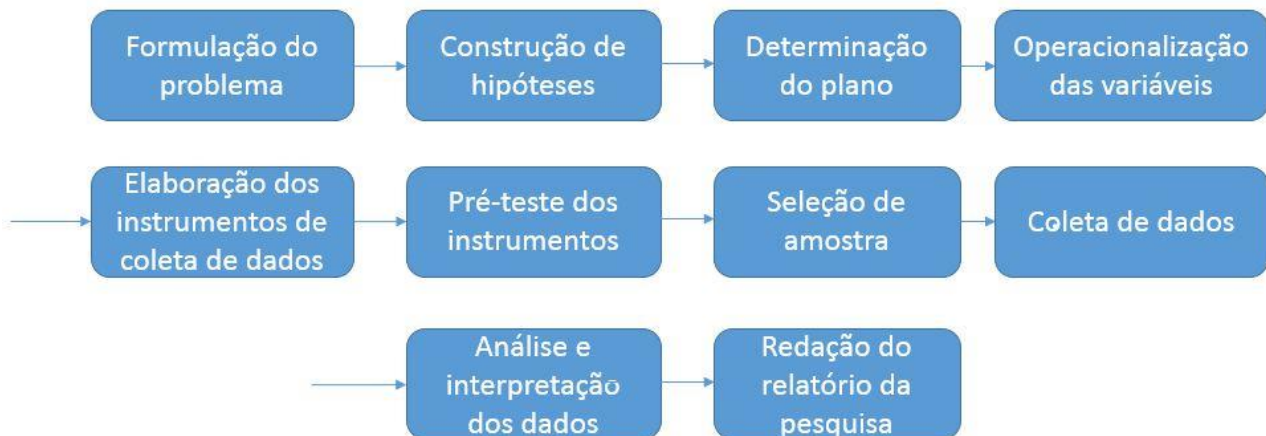 Formulação do
problema
Construção de
hipóteses
Determinação
do plano
Operacionalização
das variáveis
Elaboração dos
instrumentos de
coleta de dados
Pré-teste dos
instrumentos
Seleção de
amostra
Coleta de dados
Análise e
interpretação
dos dados
Redação do
relatório da
pesquisa